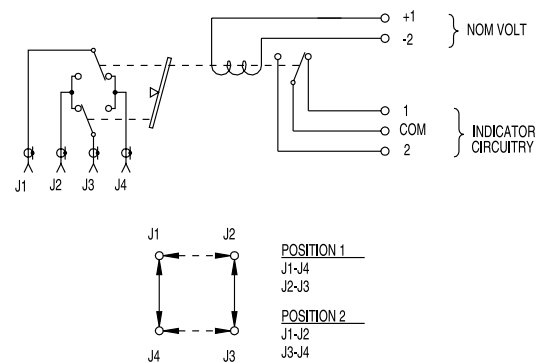 +1
-2
NOM VOLT
1
COM
2
INDICATOR
CIRCUITRY
J1 J2 J3 J4
J1 J2
J4 J3
POSITION 1
J1-J4
J2-J3
POSITION 2
J1-J2
J3-J4